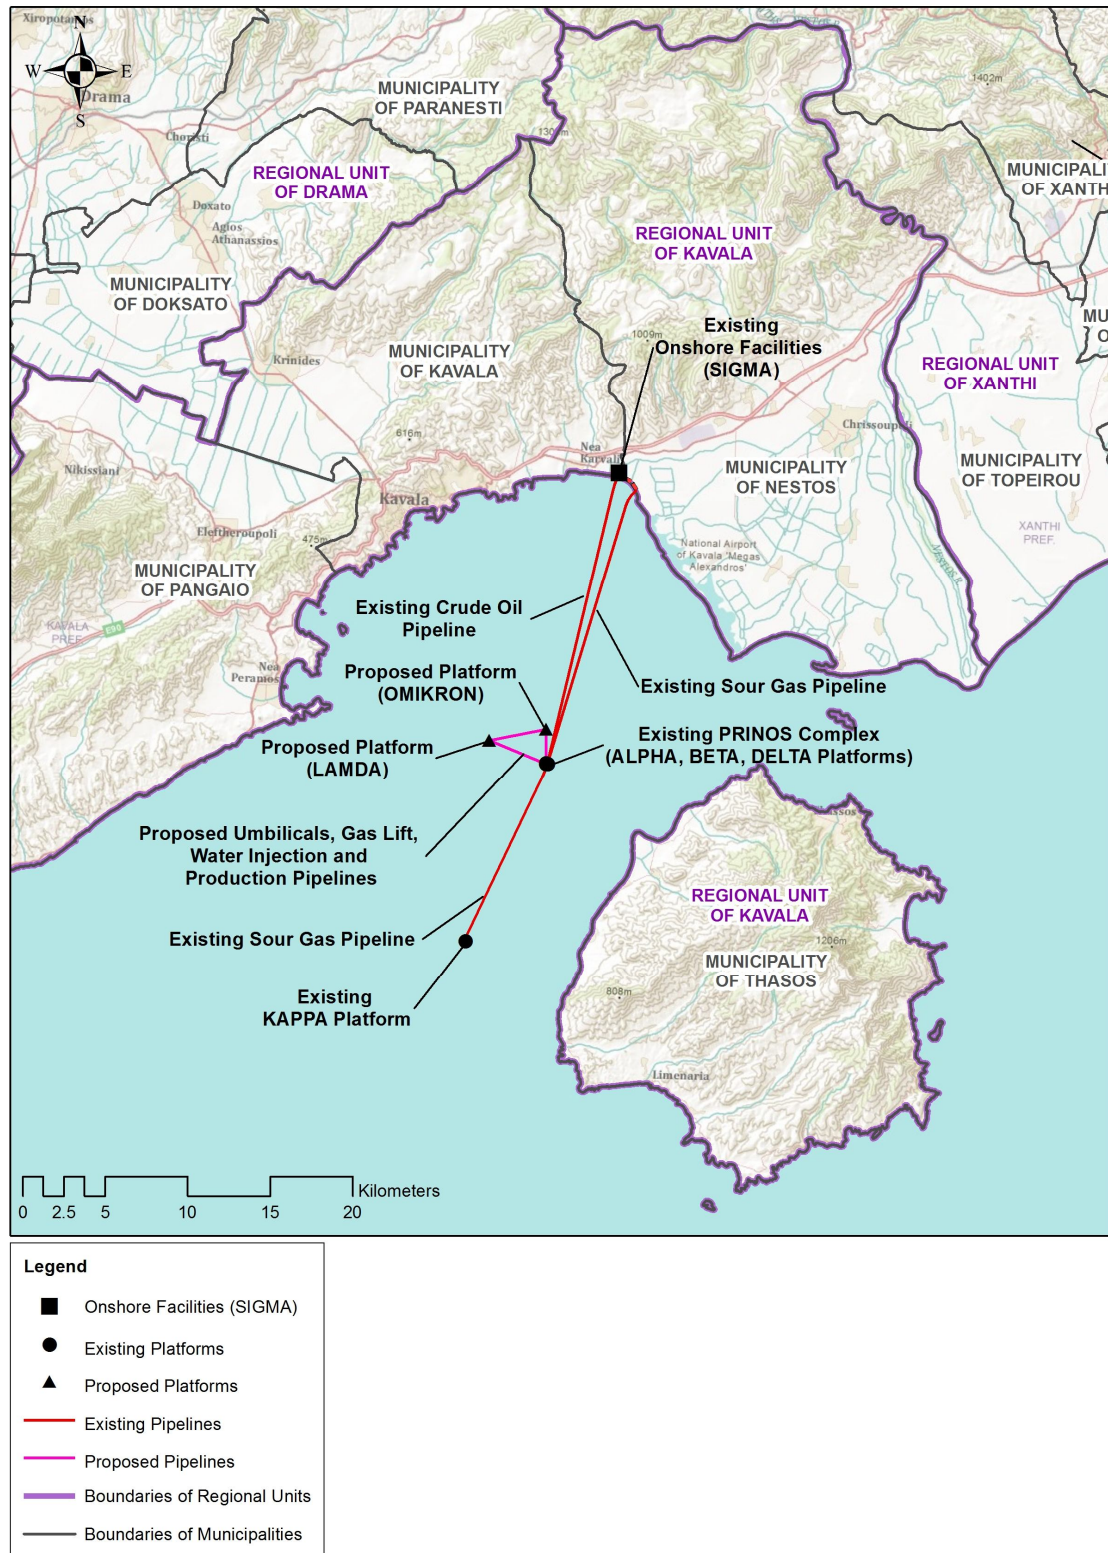 Xiropotamos
N
W
E
S
Drama
Choristi
MUNICIPALITY
OF PARANESTI
1402m
REGIONAL UNIT
OF DRAMA
MUNICIPALI
OF XANTH
Doxato
Agios
Athanassios
REGIONAL UNIT
OF KAVALA
MUNICIPALITY
OF DOKSATO
MU
O
Existing
Onshore Facilities
(SIGMA)
1009m
Krinides
MUNICIPALITY
OF KAVALA
REGIONAL UNIT
OF XANTHI
Chrissoupoli
616m
Nea
Nikissiani
MUNICIPALITY
OF NESTOS
MUNICIPALITY
OF TOPEIROU
Kavala
XANTHI
PREF.
Eleftheroupoli
475m
National Airport
of Kavala 'Megas
Alexandros'
NESTOS R.
MUNICIPALITY
OF PANGAIO
Existing Crude Oil
Pipeline
KAVALA
PREF.
E90
Nea
Peramos
Proposed Platform
(OMIKRON)
Existing Sour Gas Pipeline
Proposed Platform
(LAMDA)
Existing PRINOS Complex
(ALPHA, BETA, DELTA Platforms)
Proposed Umbilicals, Gas Lift,
Water Injection and
Production Pipelines
REGIONAL UNIT
OF KAVALA
Existing Sour Gas Pipeline
1206m
MUNICIPALITY
OF THASOS
808m
Existing
KAPPA Platform
Limenaria
Kilometers
0 2.5 5 10 15 20
Legend
Onshore Facilities (SIGMA)
Existing Platforms
Proposed Platforms
Existing Pipelines
Proposed Pipelines
Boundaries of Regional Units
Boundaries of Municipalities